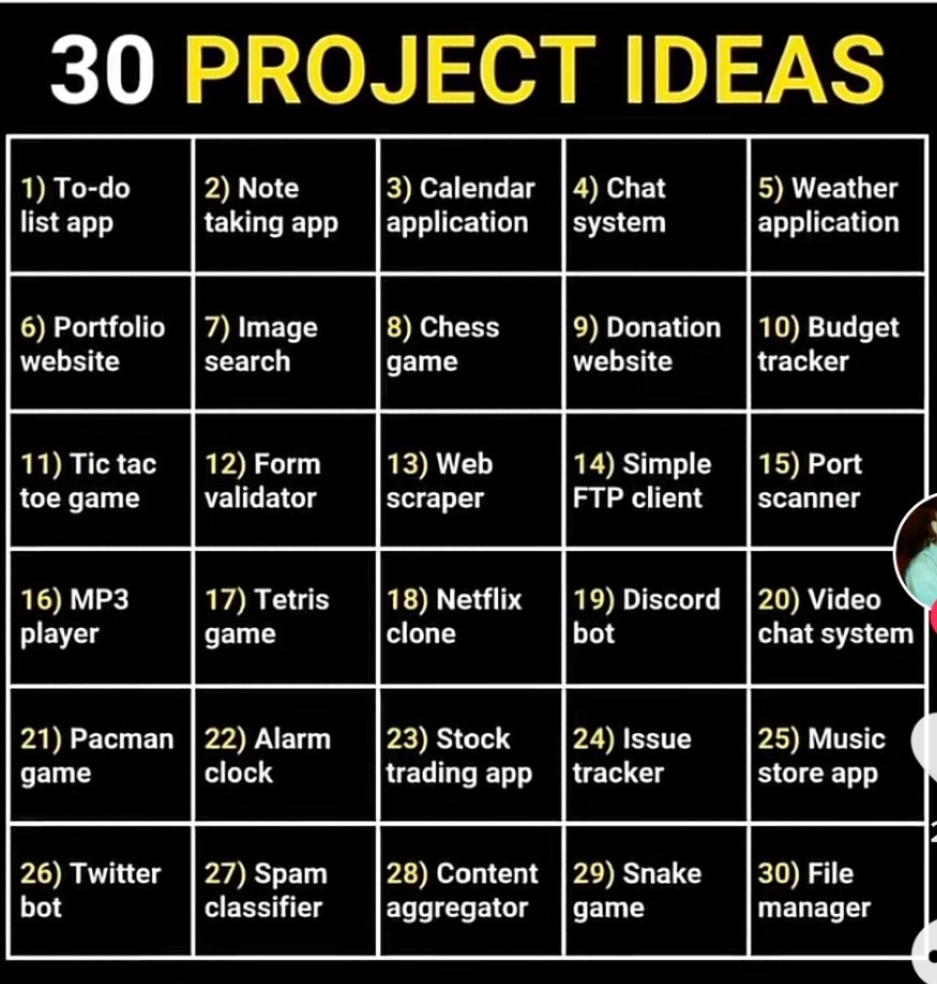 30 PROJECT IDEAS
1) To-do
list app
2) Note
taking app
3) Calendar
application
4) Chat
system
5) Weather
application
6) Portfolio
website
7) Image
search
8) Chess
game
9) Donation
website
10) Budget
tracker
11) Tic tac
toe game
12) Form
validator
13) Web
scraper
14) Simple
FTP client
15) Port
scanner
16) MP3
player
17) Tetris
game
18) Netflix
clone
19) Discord
bot
20) Video
chat system
21) Pacman
game
22) Alarm
clock
23) Stock
trading app
24) Issue
tracker
25) Music
store app
26) Twitter
bot
27) Spam
classifier
28) Content
aggregator
29) Snake
game
30) File
manager